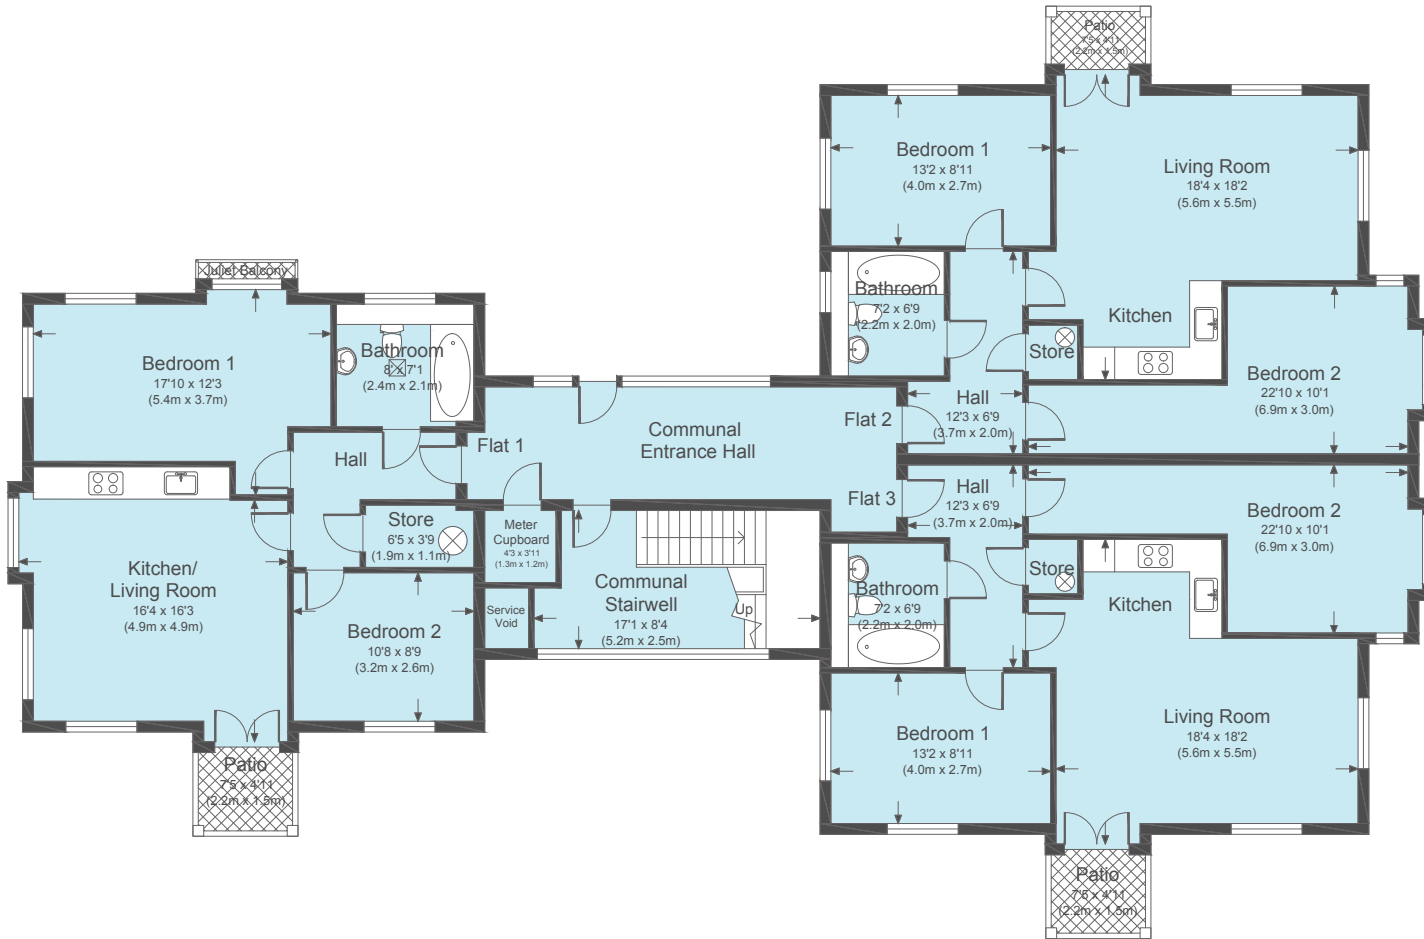 Patio
7'5 x 4'11
(2.2m x 1.5m)
Bedroom 1
13'2 x 8'11
(4.0m x 2.7m)
Living Room
18'4 x 18'2
(5.6m x 5.5m)
Juliet Balcony
Bathroom
7'2 x 6'9
(2.2m x 2.0m)
Kitchen
Bedroom 1
17'10 x 12'3
(5.4m x 3.7m)
Bathroom
8' x 7'1
(2.4m x 2.1m)
Store
Bedroom 2
22'10 x 10'1
(6.9m x 3.0m)
Hall
12'3 x 6'9
(3.7m x 2.0m)
Flat 2
Communal
Entrance Hall
Flat 1
Hall
Flat 3
Hall
12'3 x 6'9
(3.7m x 2.0m)
Bedroom 2
22'10 x 10'1
(6.9m x 3.0m)
Store
6'5 x 3'9
(1.9m x 1.1m)
Meter
Cupboard
4'3 x 3'11
(1.3m x 1.2m)
Kitchen/
Living Room
16'4 x 16'3
(4.9m x 4.9m)
Communal
Stairwell
17'1 x 8'4
(5.2m x 2.5m)
Up
Service
Void
Bathroom
7'2 x 6'9
(2.2m x 2.0m)
Store
Kitchen
Bedroom 2
10'8 x 8'9
(3.2m x 2.6m)
Living Room
18'4 x 18'2
(5.6m x 5.5m)
Bedroom 1
13'2 x 8'11
(4.0m x 2.7m)
Patio
7'5 x 4'11
(2.2m x 1.5m)
Patio
7'5 x 4'11
(2.2m x 1.5m)